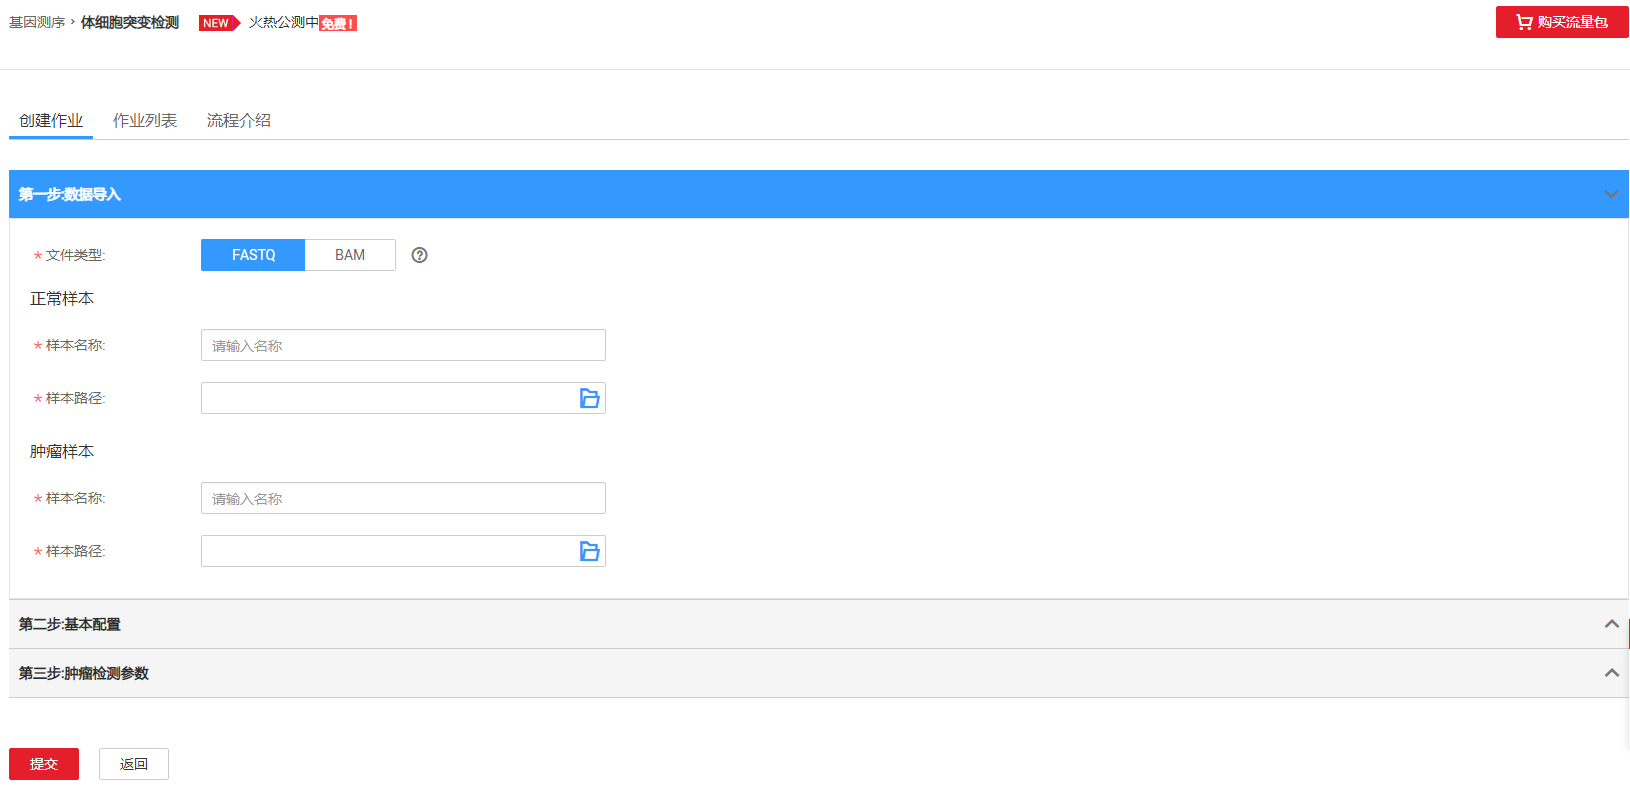 基因测序 › 体细胞突变检测 NEW 火热公测中免费! 购买流量包
创建作业 作业列表 流程介绍
第一步:数据导入
* 文件类型: FASTQ BAM ?
正常样本
* 样本名称: 请输入名称
* 样本路径:
肿瘤样本
* 样本名称: 请输入名称
* 样本路径:
第二步:基本配置
第三步:肿瘤检测参数
提交 返回